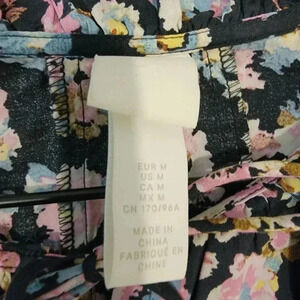 EUR M
US M
CA M
MX M
CN 170/96A
MADE IN
CHINA
FABRIQUÉ EN
CHINE